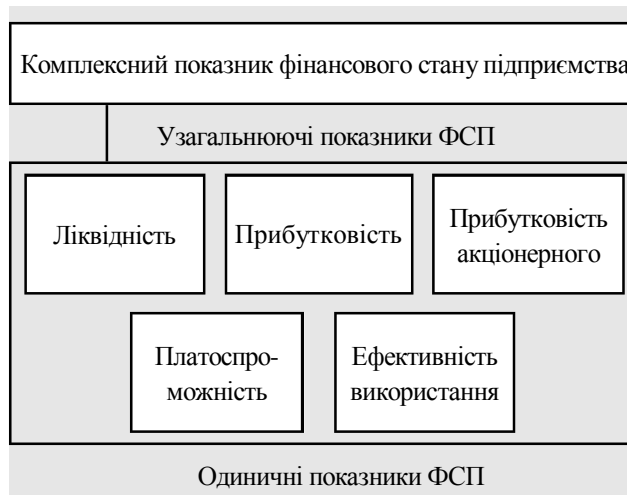 Комплексний показник фінансового стану підприємства
Узагальнюючі показники ФСП
Ліквідність
Прибутковість
Прибутковість
акціонерного
Платоспро-
можність
Ефективність
використання
Одиничні показники ФСП